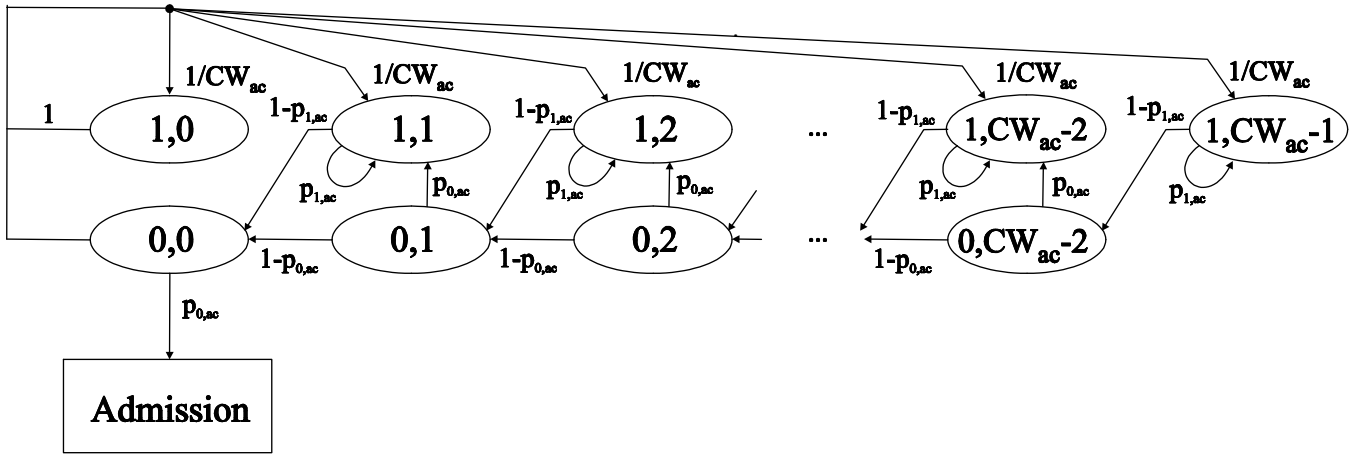 1/CW_ac 1/CW_ac 1/CW_ac 1/CW_ac 1/CW_ac
1 1-p_1,ac 1-p_1,ac 1-p_1,ac 1-p_1,ac
1,0 1,1 1,2 ... 1,CW_ac-2 1,CW_ac-1
p_1,ac p_0,ac p_1,ac p_0,ac p_1,ac p_0,ac p_1,ac
0,0 0,1 0,2 ... 0,CW_ac-2
1-p_0,ac 1-p_0,ac 1-p_0,ac
p_0,ac
Admission